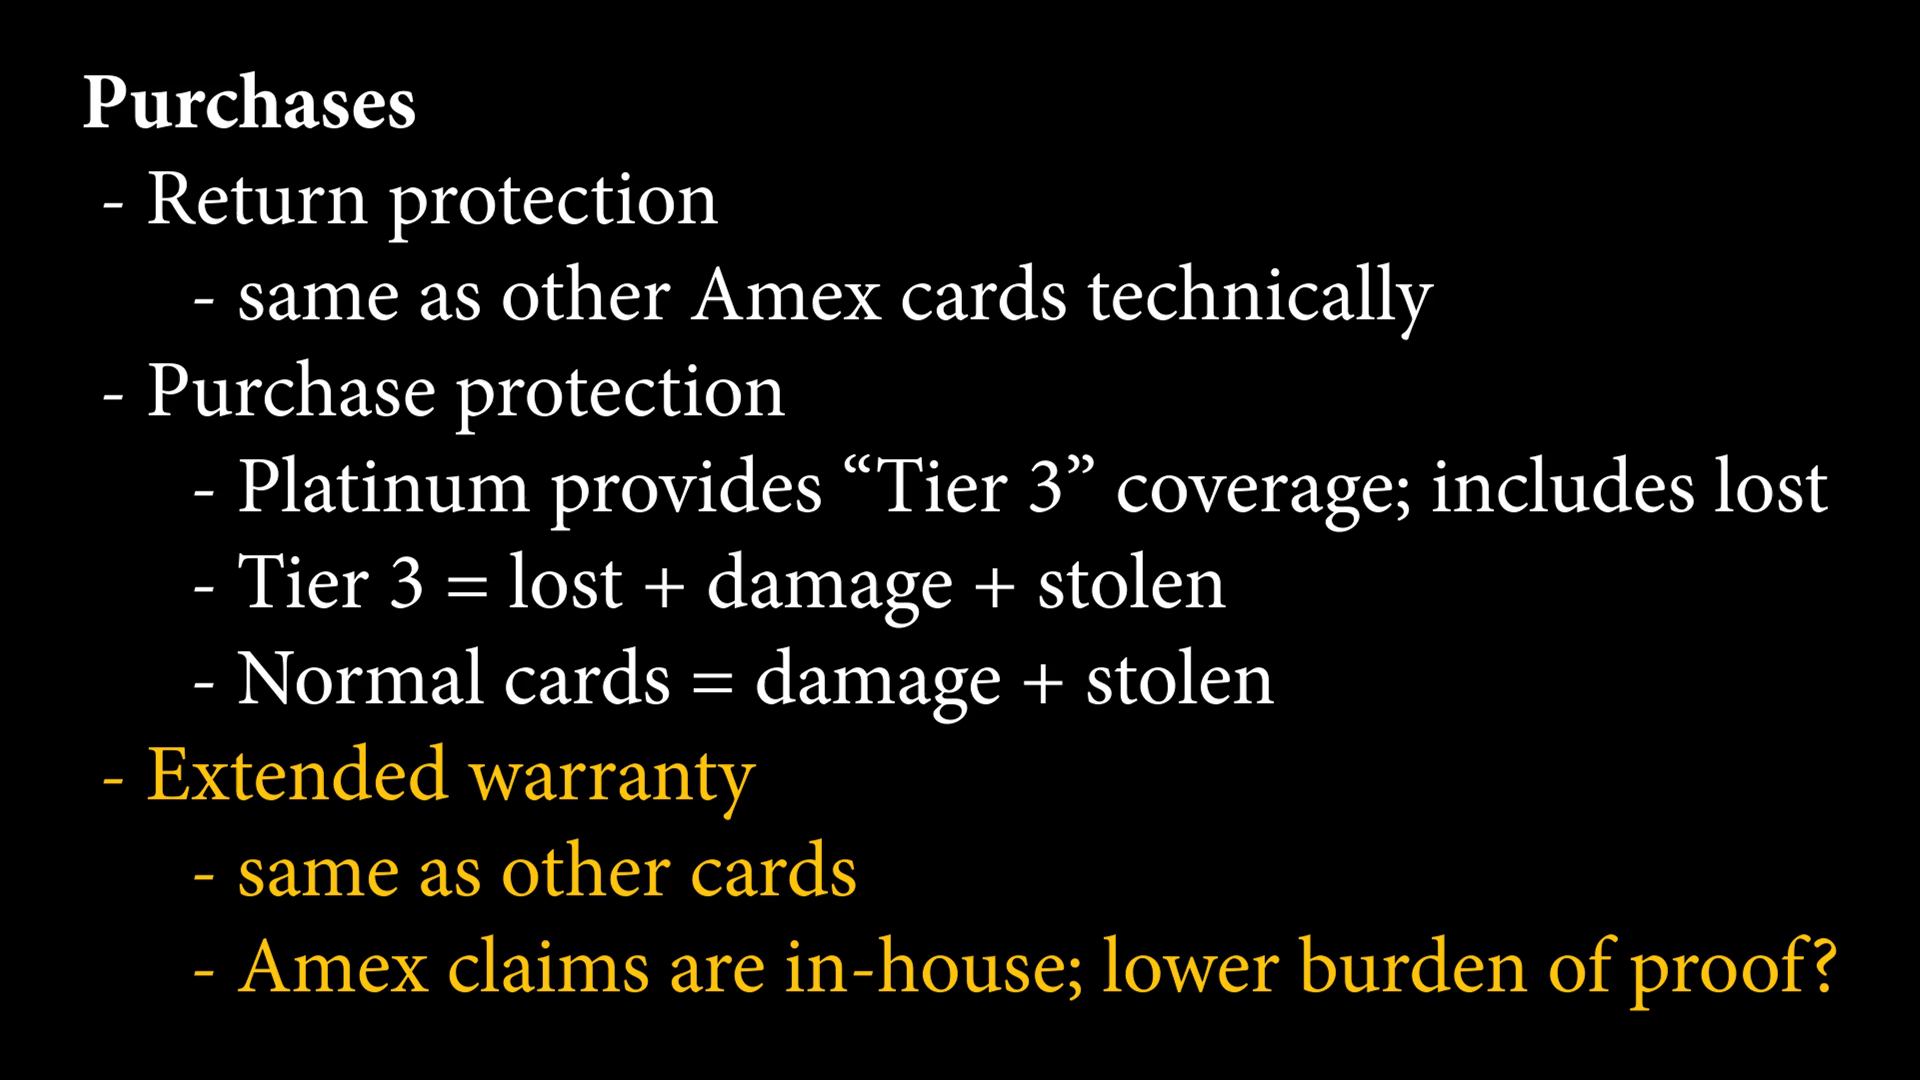 Purchases
- Return protection
- same as other Amex cards technically
- Purchase protection
- Platinum provides “Tier 3” coverage; includes lost
- Tier 3 = lost + damage + stolen
- Normal cards = damage + stolen
- Extended warranty
- same as other cards
- Amex claims are in-house; lower burden of proof?